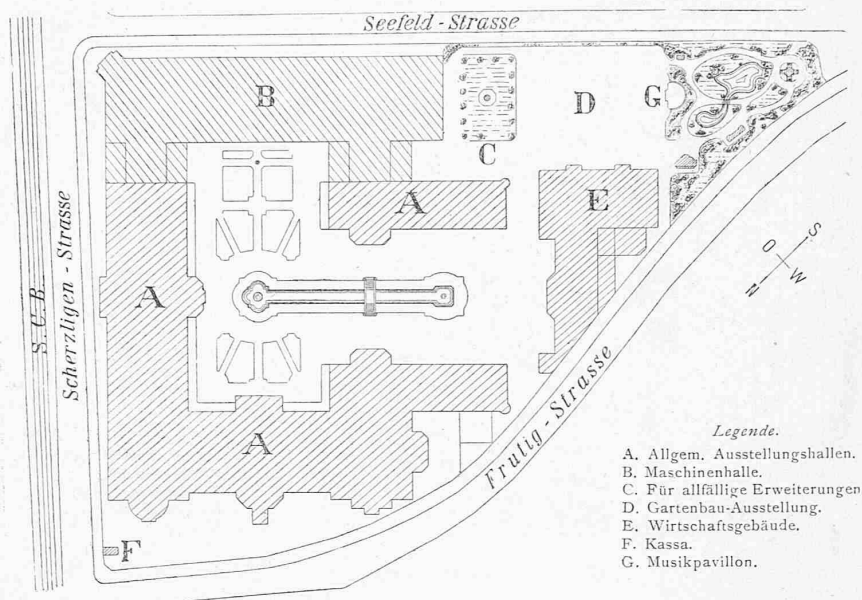 Seefeld - Strasse
B
D
G
C
A
E
S
O
W
N
A
S. C. B.
Scherzligen - Strasse
Frutig - Strasse
A
F
Legende.
A. Allgem. Ausstellungshallen.
B. Maschinenhalle.
C. Für allfällige Erweiterungen
D. Gartenbau-Ausstellung.
E. Wirtschaftsgebäude.
F. Kassa.
G. Musikpavillon.